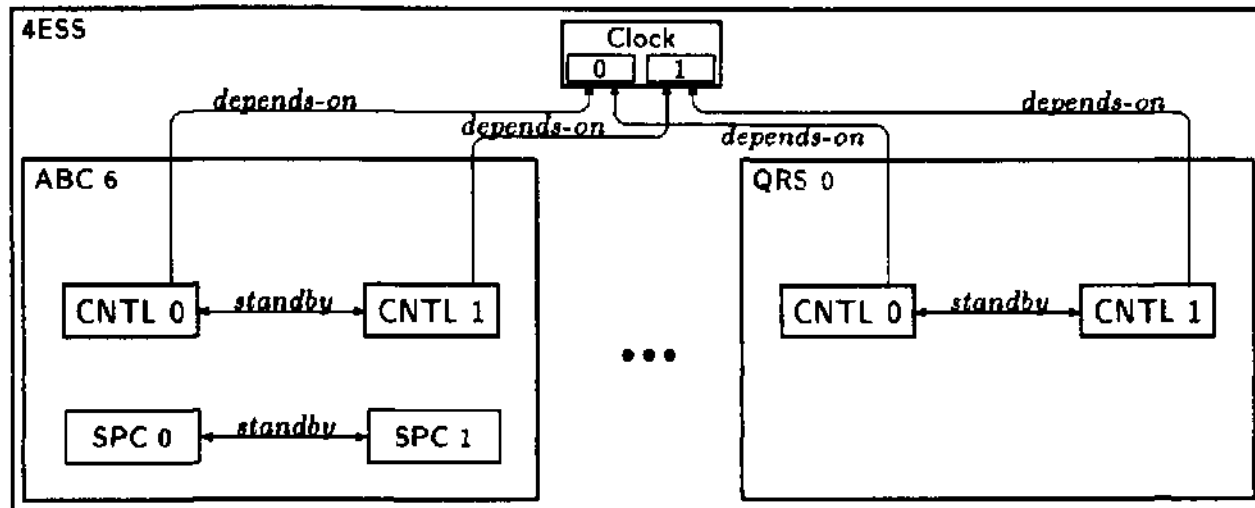 4ESS
Clock
0 1
depends-on depends-on
depends-on depends-on
ABC 6 QRS 0
CNTL 0 standby CNTL 1 CNTL 0 standby CNTL 1
SPC 0 standby SPC 1